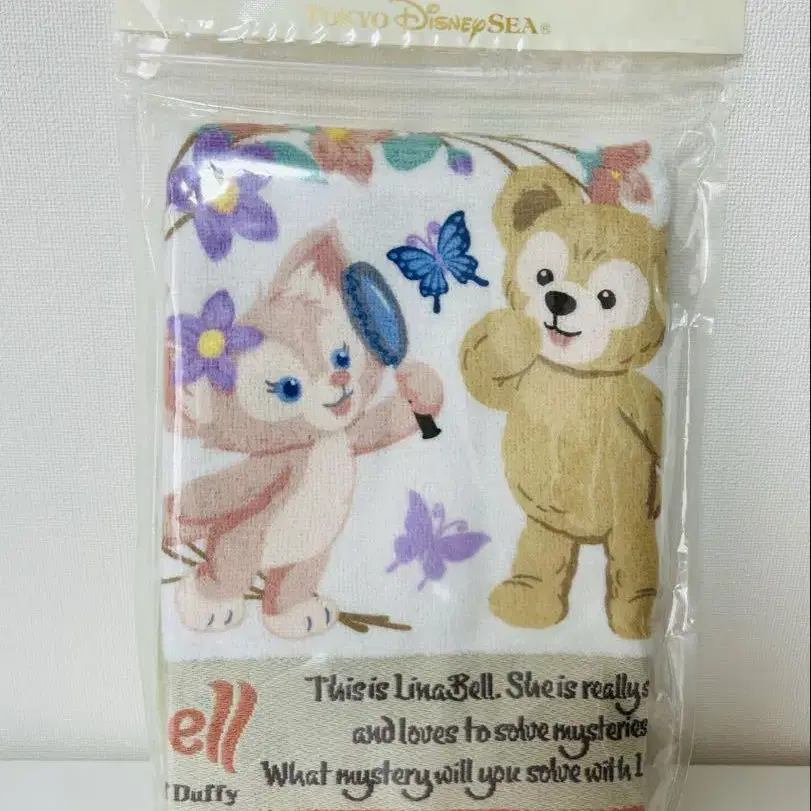 TOKYO DISNEYSEA®
This is LinaBell. She is really s
ell
and loves to solve mysteries
What mystery will you solve with l
Duffy